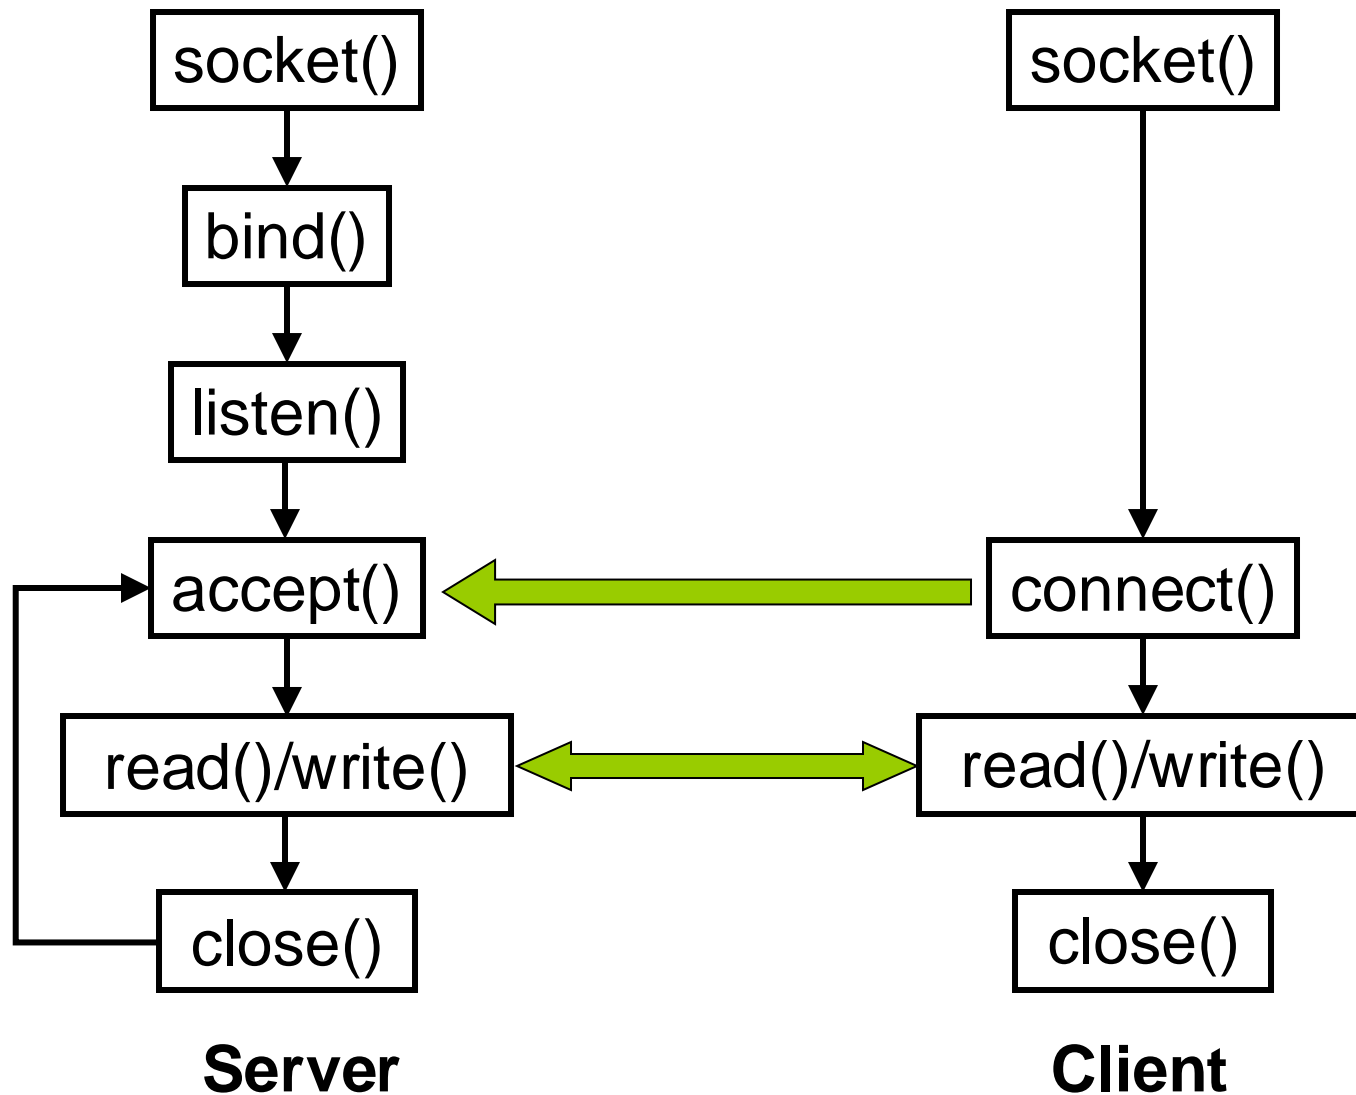 socket()
bind()
listen()
accept()
read()/write()
close()
Server
socket()
connect()
read()/write()
close()
Client